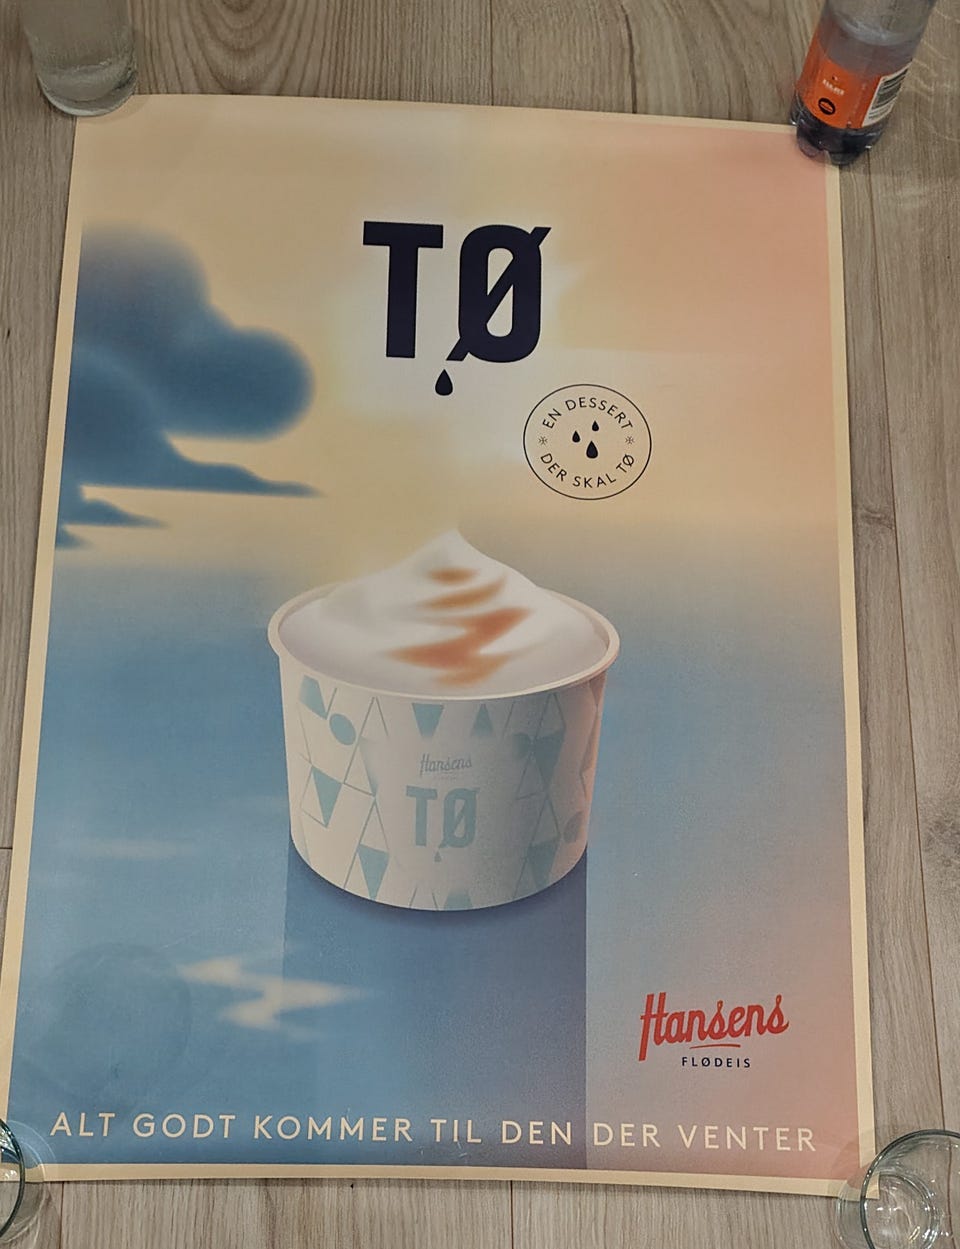 TØ
EN DESSERT
DER SKAL TØ
Hansens
TØ
Hansens
FLØDEIS
ALT GODT KOMMER TIL DEN DER VENTER